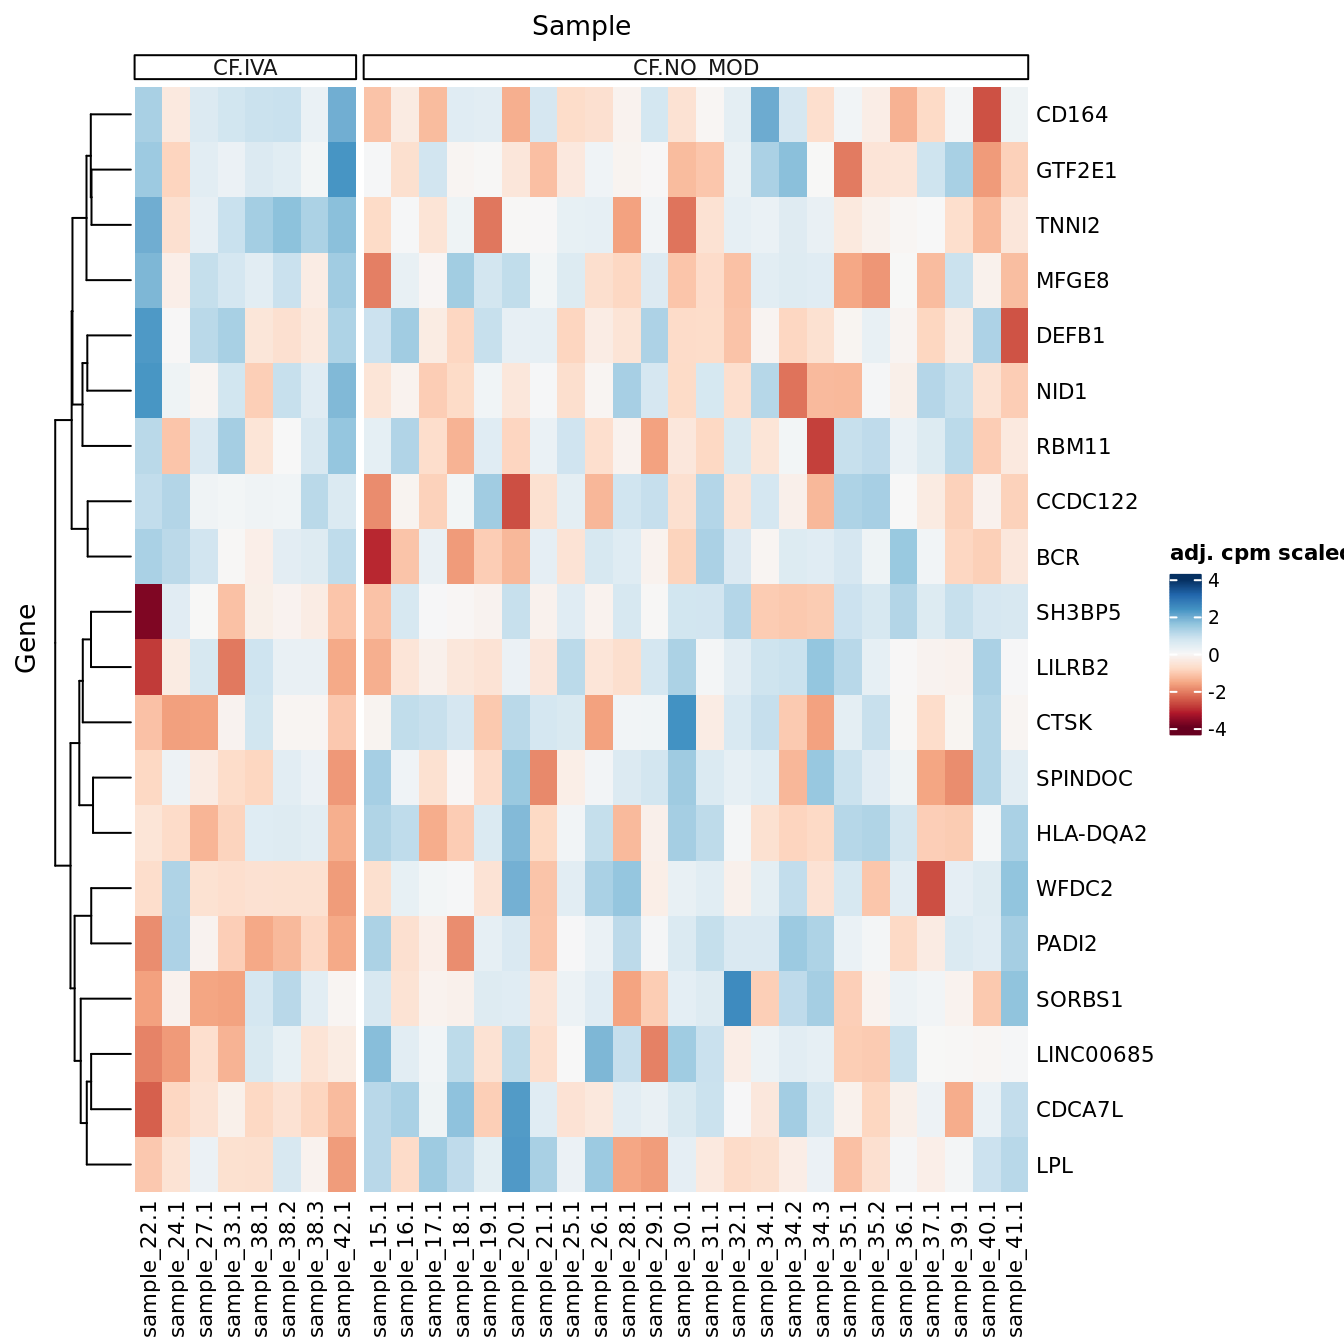 Sample
CF.IVA
CF.NO_MOD
Gene
CD164
GTF2E1
TNNI2
MFGE8
DEFB1
NID1
RBM11
CCDC122
BCR
SH3BP5
LILRB2
CTSK
SPINDOC
HLA-DQA2
WFDC2
PADI2
SORBS1
LINC00685
CDCA7L
LPL
adj. cpm scaled
4
2
0
-2
-4
sample_22.1
sample_24.1
sample_27.1
sample_33.1
sample_38.1
sample_38.2
sample_38.3
sample_42.1
sample_15.1
sample_16.1
sample_17.1
sample_18.1
sample_19.1
sample_20.1
sample_21.1
sample_25.1
sample_26.1
sample_28.1
sample_29.1
sample_30.1
sample_31.1
sample_32.1
sample_34.1
sample_34.2
sample_34.3
sample_35.1
sample_35.2
sample_36.1
sample_37.1
sample_39.1
sample_40.1
sample_41.1